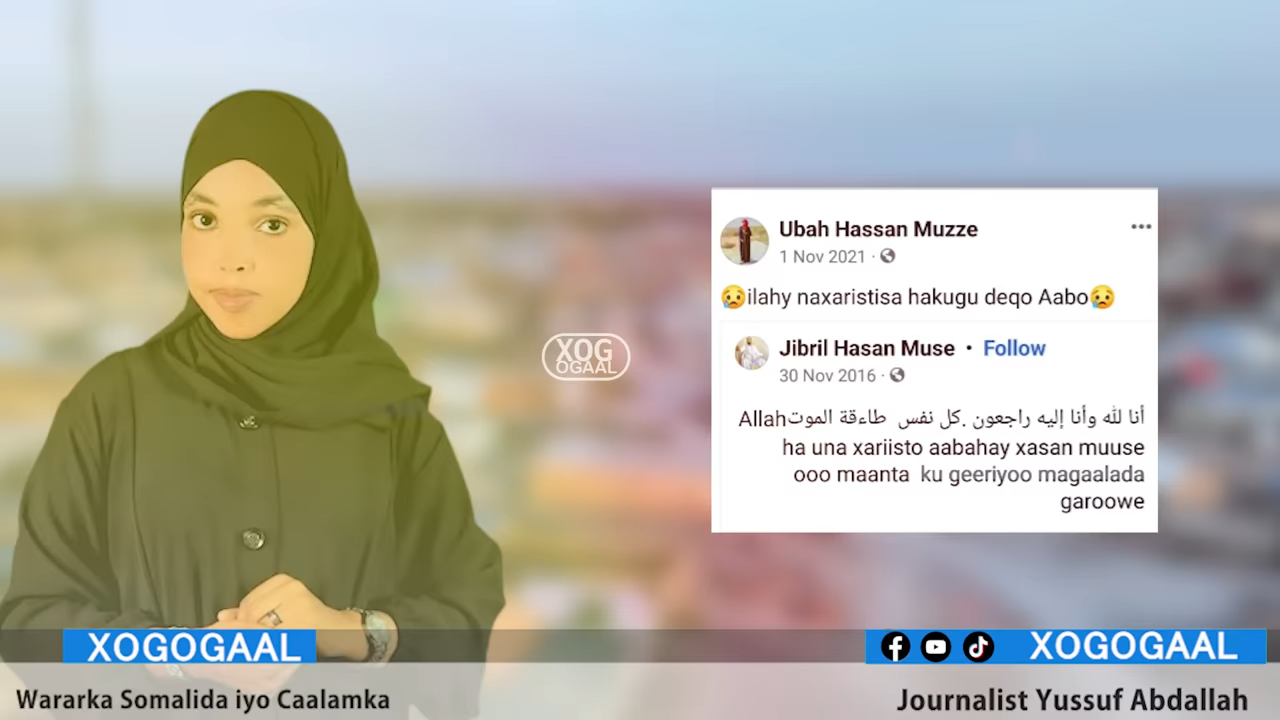 Ubah Hassan Muzze
1 Nov 2021 ·
😢ilahy naxaristisa hakugu deqo Aabo😢
Jibril Hasan Muse • Follow
30 Nov 2016 ·
أنا لله وأنا إليه راجعون .كل نفس طاءقة الموتAllah
ha una xariisto aabahay xasan muuse
ooo maanta ku geeriyoo magaalada
garoowe
XOG
OGAAL
XOGOGAAL
XOGOGAAL
Wararka Somalida iyo Caalamka
Journalist Yussuf Abdallah